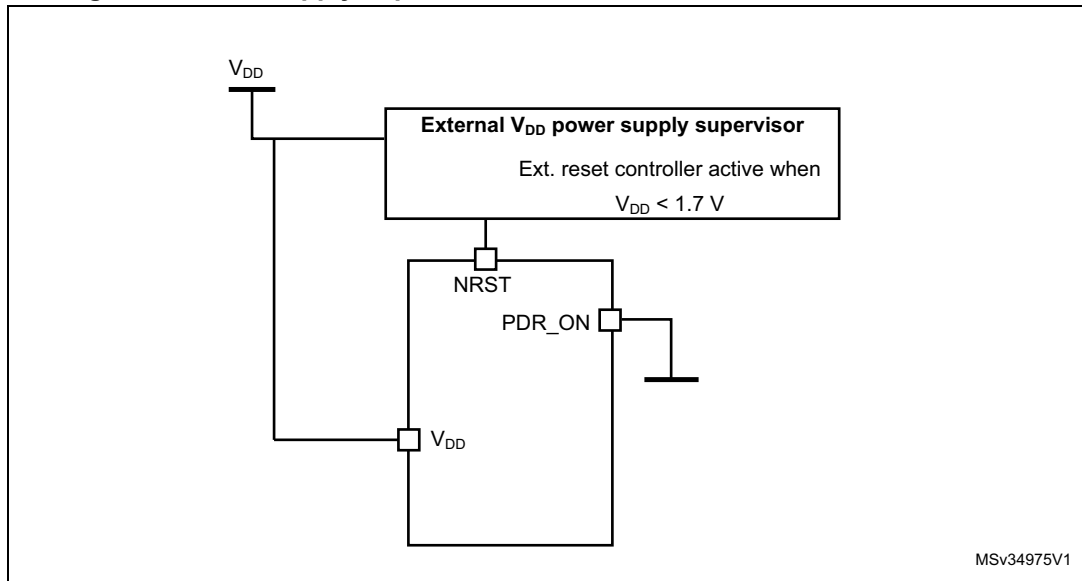 VDD
External VDD power supply supervisor
Ext. reset controller active when
VDD < 1.7 V
NRST
PDR_ON
VDD
MSv34975V1